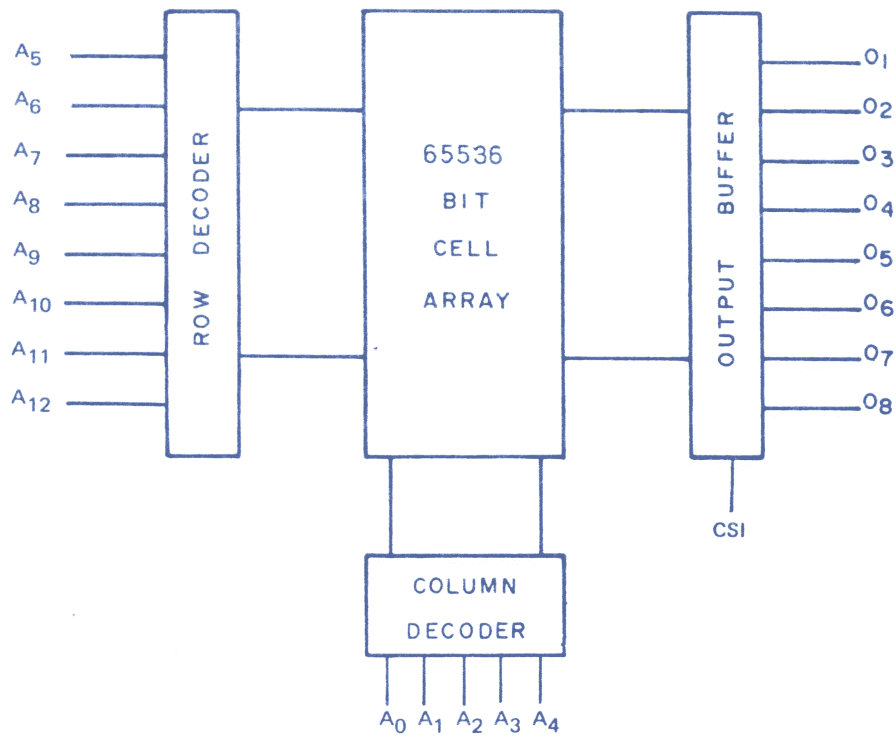 A5
A6
A7
A8
A9
A10
A11
A12
ROW DECODER
65536
BIT
CELL
ARRAY
OUTPUT BUFFER
O1
O2
O3
O4
O5
O6
O7
O8
CSI
COLUMN
DECODER
A0 A1 A2 A3 A4